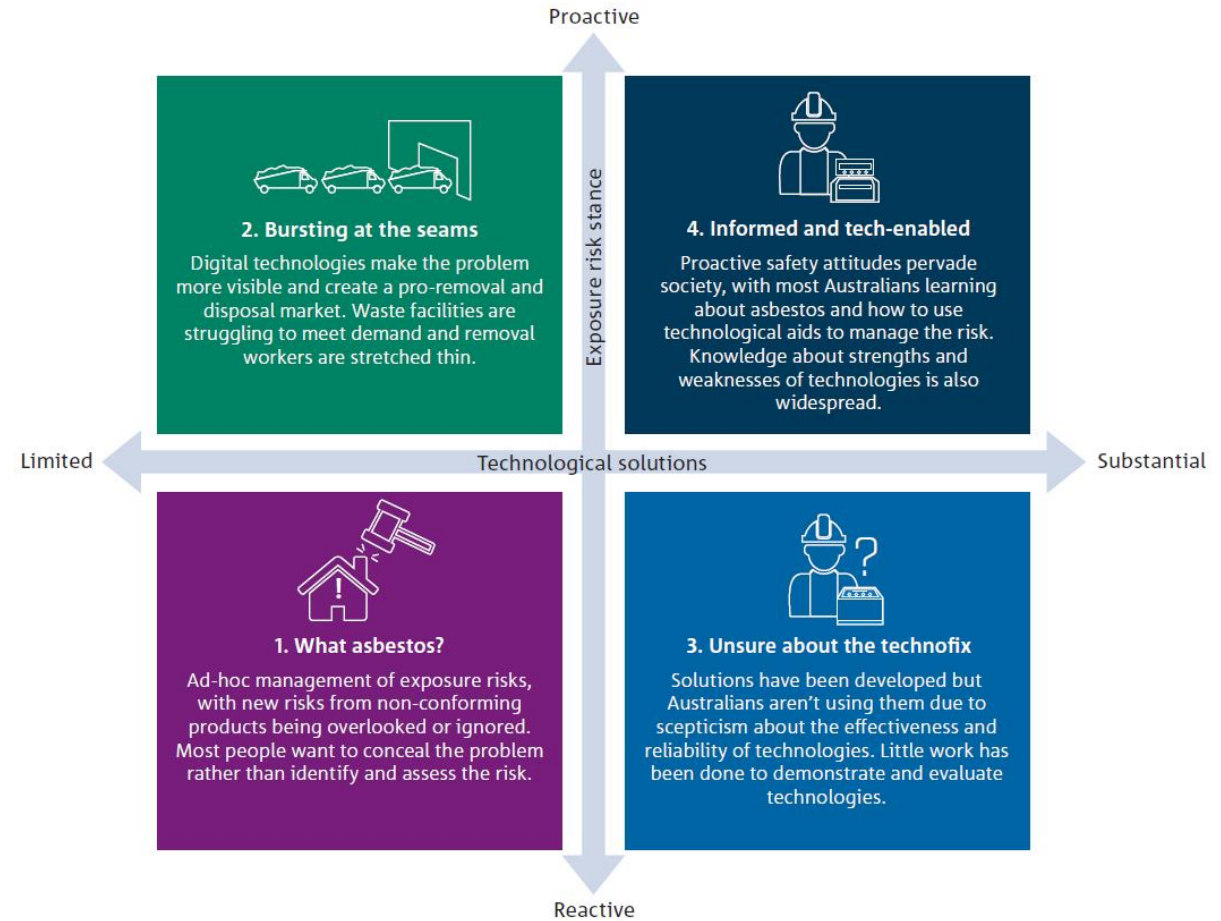 Proactive
2. Bursting at the seams
Digital technologies make the problem
more visible and create a pro-removal and
disposal market. Waste facilities are
struggling to meet demand and removal
workers are stretched thin.
Exposure risk stance
4. Informed and tech-enabled
Proactive safety attitudes pervade
society, with most Australians learning
about asbestos and how to use
technological aids to manage the risk.
Knowledge about strengths and
weaknesses of technologies is also
widespread.
Limited
Technological solutions
Substantial
!
1. What asbestos?
Ad-hoc management of exposure risks,
with new risks from non-conforming
products being overlooked or ignored.
Most people want to conceal the problem
rather than identify and assess the risk.
?
3. Unsure about the technofix
Solutions have been developed but
Australians aren’t using them due to
scepticism about the effectiveness and
reliability of technologies. Little work has
been done to demonstrate and evaluate
technologies.
Reactive